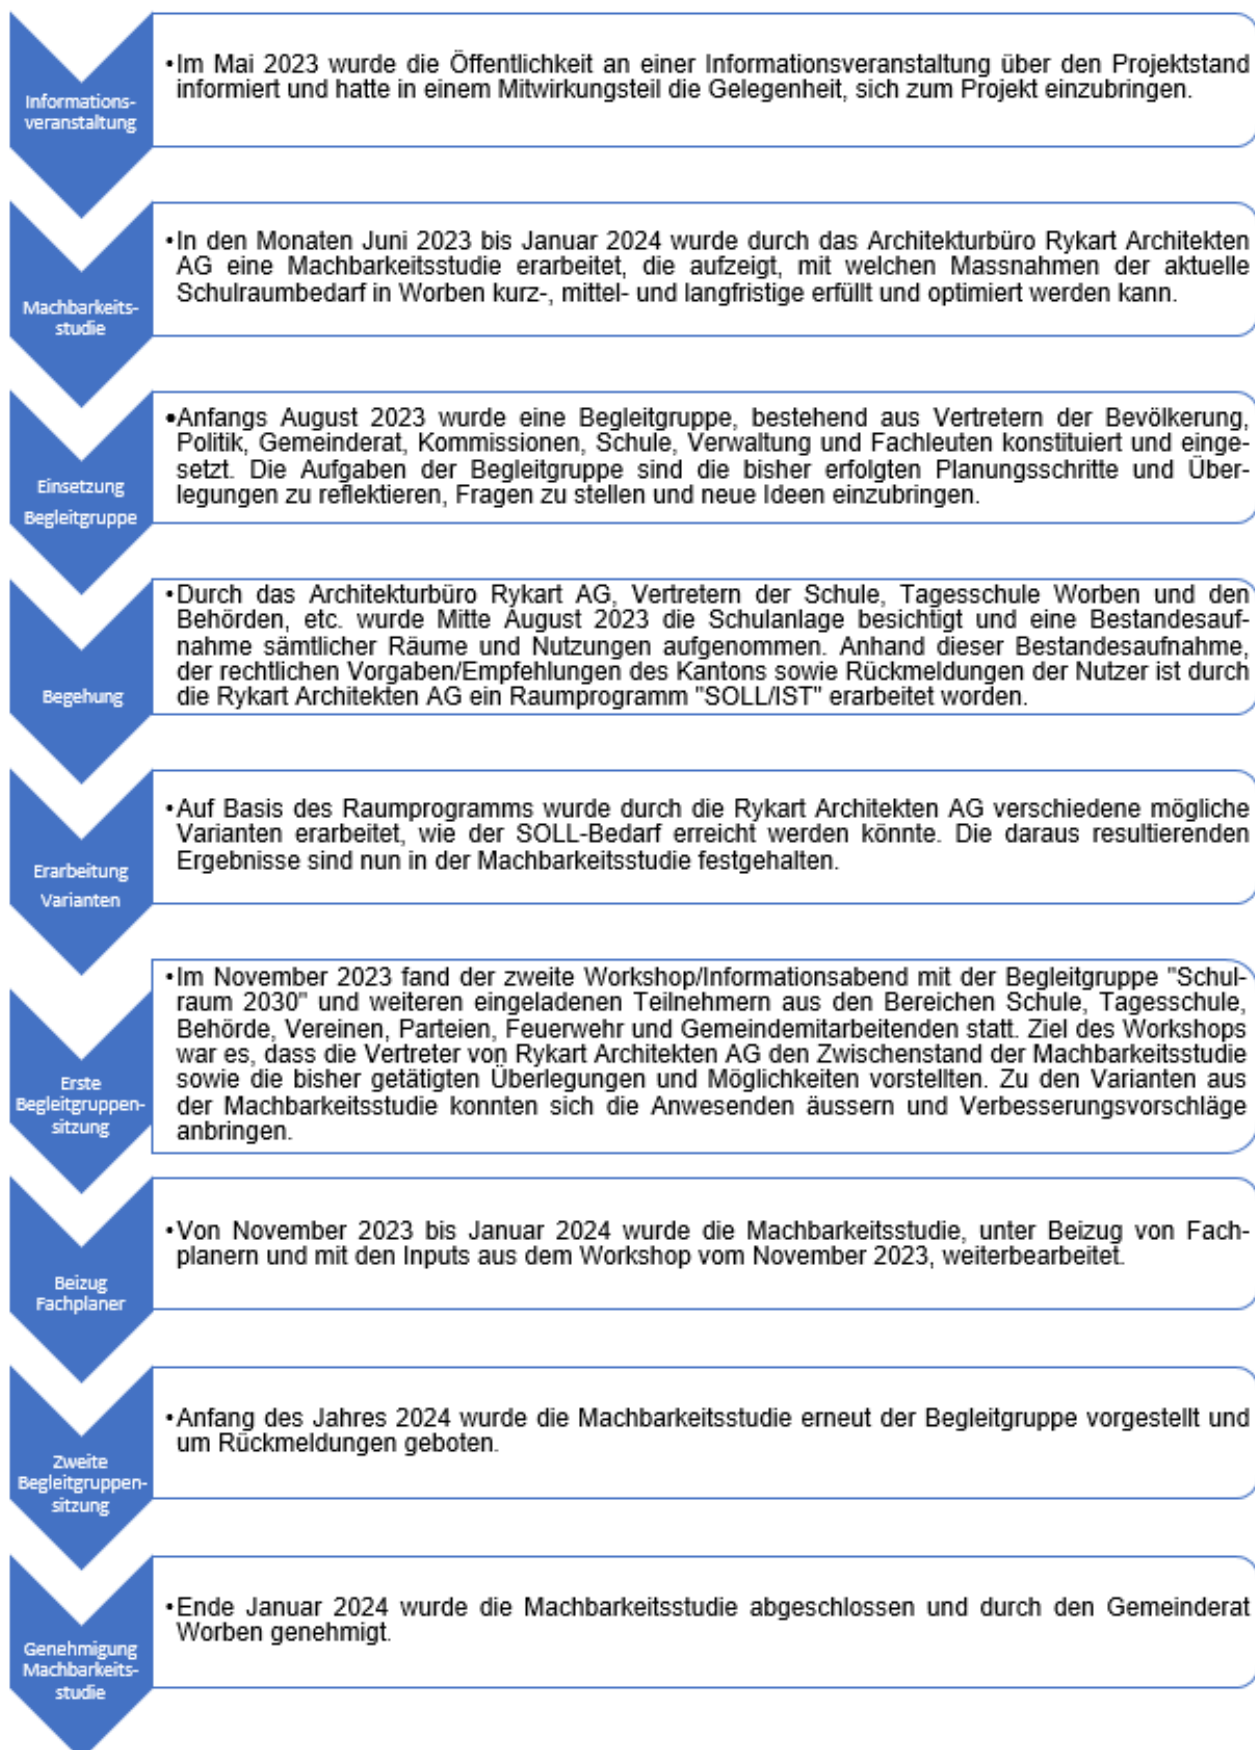 Informations-
veranstaltung
•Im Mai 2023 wurde die Öffentlichkeit an einer Informationsveranstaltung über den Projektstand
informiert und hatte in einem Mitwirkungsteil die Gelegenheit, sich zum Projekt einzubringen.
Machbarkeits-
studie
•In den Monaten Juni 2023 bis Januar 2024 wurde durch das Architekturbüro Rykart Architekten
AG eine Machbarkeitsstudie erarbeitet, die aufzeigt, mit welchen Massnahmen der aktuelle
Schulraumbedarf in Worben kurz-, mittel- und langfristige erfüllt und optimiert werden kann.
Einsetzung
Begleitgruppe
•Anfangs August 2023 wurde eine Begleitgruppe, bestehend aus Vertretern der Bevölkerung,
Politik, Gemeinderat, Kommissionen, Schule, Verwaltung und Fachleuten konstituiert und einge-
setzt. Die Aufgaben der Begleitgruppe sind die bisher erfolgten Planungsschritte und Über-
legungen zu reflektieren, Fragen zu stellen und neue Ideen einzubringen.
Begehung
•Durch das Architekturbüro Rykart AG, Vertretern der Schule, Tagesschule Worben und den
Behörden, etc. wurde Mitte August 2023 die Schulanlage besichtigt und eine Bestandesauf-
nahme sämtlicher Räume und Nutzungen aufgenommen. Anhand dieser Bestandesaufnahme,
der rechtlichen Vorgaben/Empfehlungen des Kantons sowie Rückmeldungen der Nutzer ist durch
die Rykart Architekten AG ein Raumprogramm "SOLL/IST" erarbeitet worden.
Erarbeitung
Varianten
•Auf Basis des Raumprogramms wurde durch die Rykart Architekten AG verschiedene mögliche
Varianten erarbeitet, wie der SOLL-Bedarf erreicht werden könnte. Die daraus resultierenden
Ergebnisse sind nun in der Machbarkeitsstudie festgehalten.
Erste
Begleitgruppen-
sitzung
•Im November 2023 fand der zweite Workshop/Informationsabend mit der Begleitgruppe "Schul-
raum 2030" und weiteren eingeladenen Teilnehmern aus den Bereichen Schule, Tagesschule,
Behörde, Vereinen, Parteien, Feuerwehr und Gemeindemitarbeitenden statt. Ziel des Workshops
war es, dass die Vertreter von Rykart Architekten AG den Zwischenstand der Machbarkeitsstudie
sowie die bisher getätigten Überlegungen und Möglichkeiten vorstellten. Zu den Varianten aus
der Machbarkeitsstudie konnten sich die Anwesenden äussern und Verbesserungsvorschläge
anbringen.
Beizug
Fachplaner
•Von November 2023 bis Januar 2024 wurde die Machbarkeitsstudie, unter Beizug von Fach-
planern und mit den Inputs aus dem Workshop vom November 2023, weiterbearbeitet.
Zweite
Begleitgruppen-
sitzung
•Anfang des Jahres 2024 wurde die Machbarkeitsstudie erneut der Begleitgruppe vorgestellt und
um Rückmeldungen geboten.
Genehmigung
Machbarkeits-
studie
•Ende Januar 2024 wurde die Machbarkeitsstudie abgeschlossen und durch den Gemeinderat
Worben genehmigt.